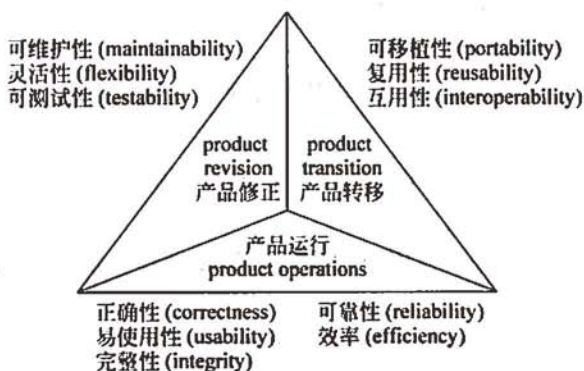 可维护性 (maintainability)
灵活性 (flexibility)
可测试性 (testability)
可移植性 (portability)
复用性 (reusability)
互用性 (interoperability)
product
revision
产品修正
product
transition
产品转移
产品运行
product operations
正确性 (correctness)
易使用性 (usability)
完整性 (integrity)
可靠性 (reliability)
效率 (efficiency)